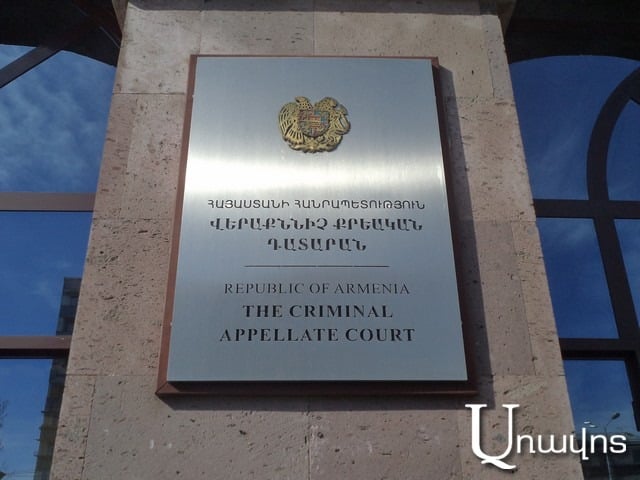 ՀԱՅԱՍՏԱՆԻ ՀԱՆՐԱՊԵՏՈՒԹՅՈՒՆ
ՎԵՐԱՔՆՆԻՉ ՔՐԵԱԿԱՆ
ԴԱՏԱՐԱՆ
REPUBLIC OF ARMENIA
THE CRIMINAL
APPELLATE COURT
Առավոտ